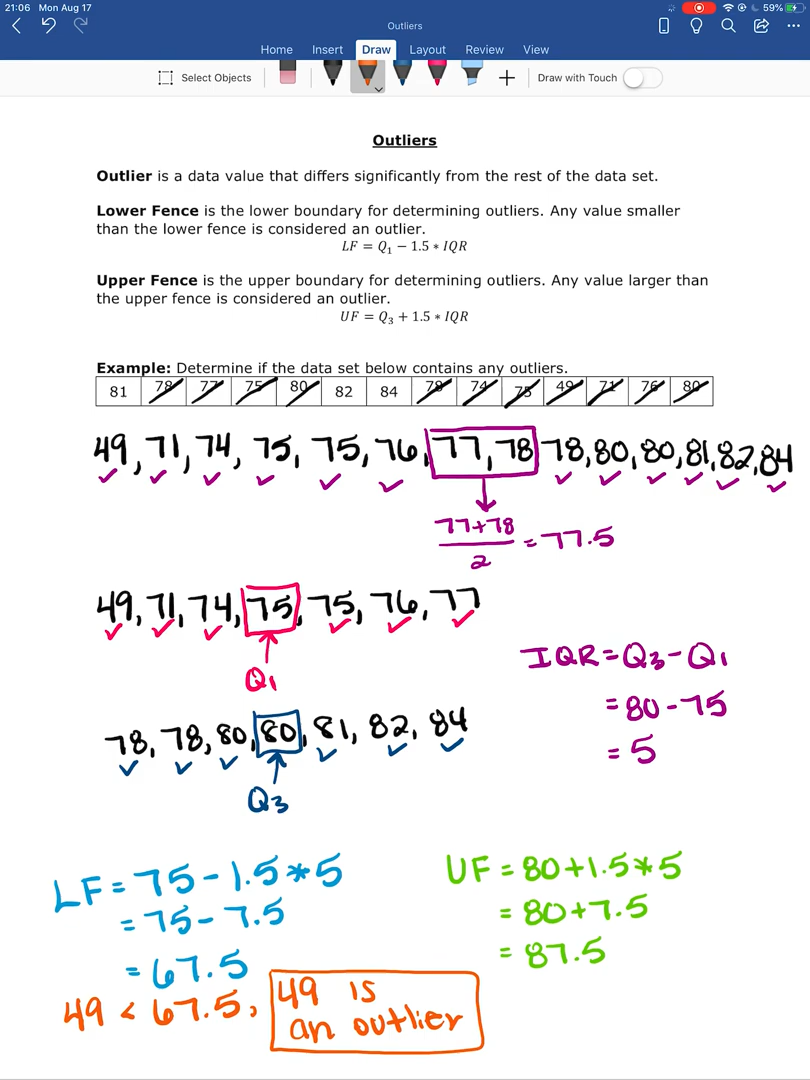 21:06 Mon Aug 17
59%
Outliers
Home Insert Draw Layout Review View
Select Objects
Draw with Touch
Outliers
Outlier is a data value that differs significantly from the rest of the data set.
Lower Fence is the lower boundary for determining outliers. Any value smaller
than the lower fence is considered an outlier.
LF = Q₁ − 1.5 * IQR
Upper Fence is the upper boundary for determining outliers. Any value larger than
the upper fence is considered an outlier.
UF = Q₃ + 1.5 * IQR
Example: Determine if the data set below contains any outliers.
81 78 77 75 80 82 84 78 74 75 49 71 76 80
49, 71, 74, 75, 75, 76, 77, 78, 78, 80, 80, 81, 82, 84
77+78
= 77.5
2
49, 71, 74, 75, 75, 76, 77
Q1
IQR = Q3 - Q1
= 80 - 75
= 5
78, 78, 80, 80, 81, 82, 84
Q3
LF = 75 - 1.5 * 5
= 75 - 7.5
= 67.5
UF = 80 + 1.5 * 5
= 80 + 7.5
= 87.5
49 < 67.5, 49 is
an outlier